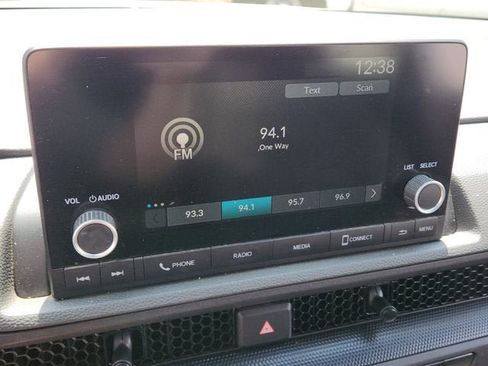 12:38
Text Scan
94.1
,One Way
FM
VOL AUDIO
LIST SELECT
93.3 94.1 95.7 96.9
PHONE RADIO MEDIA CONNECT MENU